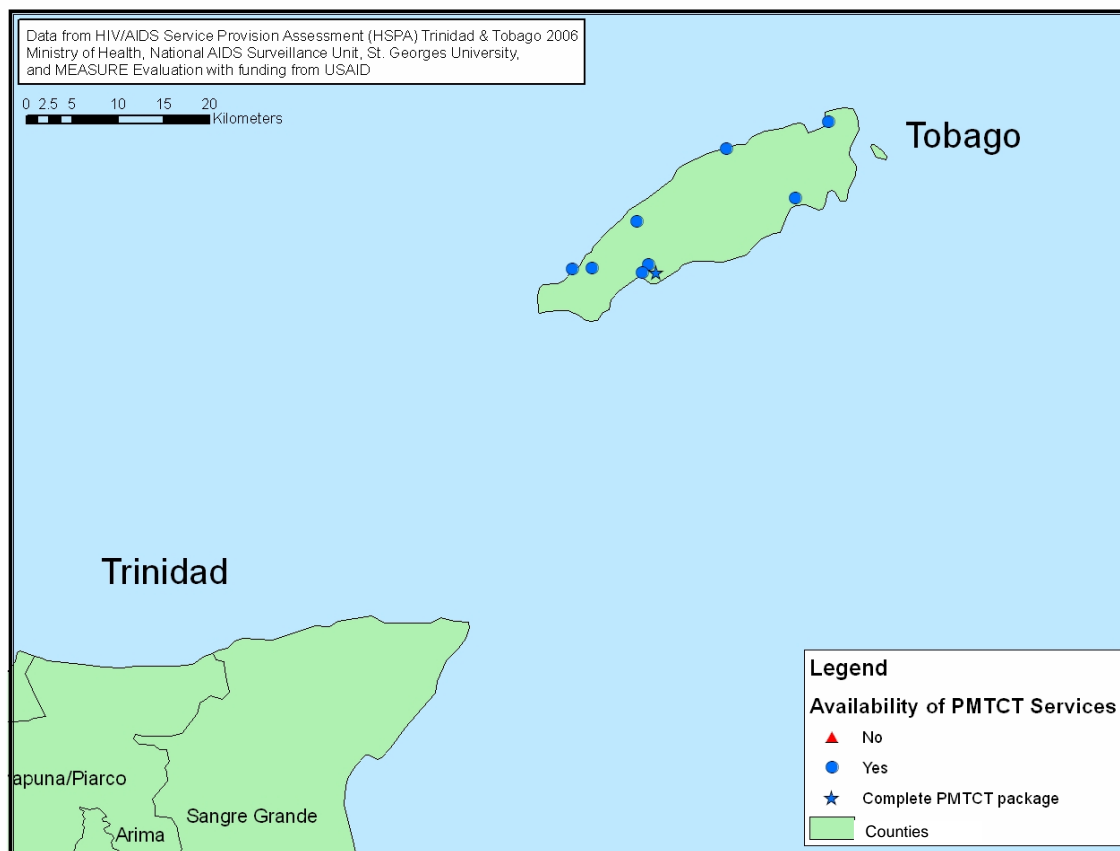 Data from HIV/AIDS Service Provision Assessment (HSPA) Trinidad & Tobago 2006
Ministry of Health, National AIDS Surveillance Unit, St. Georges University,
and MEASURE Evaluation with funding from USAID
0 2.5 5 10 15 20
Kilometers
Tobago
Trinidad
apuna/Piarco
Sangre Grande
Arima
Legend
Availability of PMTCT Services
No
Yes
Complete PMTCT package
Counties